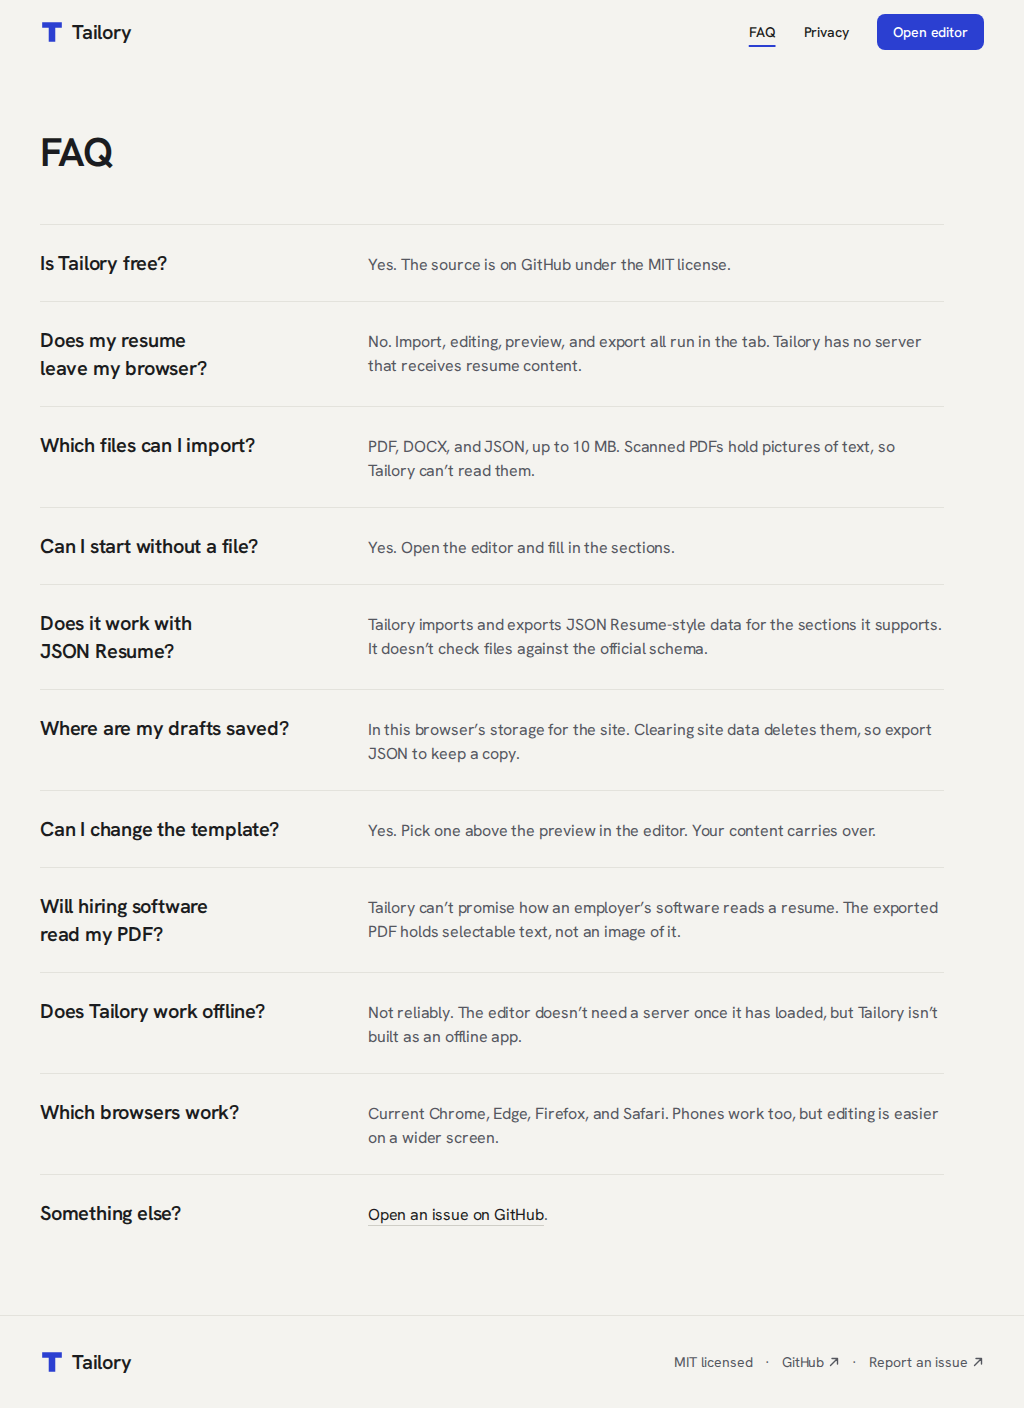 Tailory
FAQ
Privacy
Open editor
FAQ
Is Tailory free?
Yes. The source is on GitHub under the MIT license.
Does my resume
leave my browser?
No. Import, editing, preview, and export all run in the tab. Tailory has no server
that receives resume content.
Which files can I import?
PDF, DOCX, and JSON, up to 10 MB. Scanned PDFs hold pictures of text, so
Tailory can’t read them.
Can I start without a file?
Yes. Open the editor and fill in the sections.
Does it work with
JSON Resume?
Tailory imports and exports JSON Resume-style data for the sections it supports.
It doesn’t check files against the official schema.
Where are my drafts saved?
In this browser’s storage for the site. Clearing site data deletes them, so export
JSON to keep a copy.
Can I change the template?
Yes. Pick one above the preview in the editor. Your content carries over.
Will hiring software
read my PDF?
Tailory can’t promise how an employer’s software reads a resume. The exported
PDF holds selectable text, not an image of it.
Does Tailory work offline?
Not reliably. The editor doesn’t need a server once it has loaded, but Tailory isn’t
built as an offline app.
Which browsers work?
Current Chrome, Edge, Firefox, and Safari. Phones work too, but editing is easier
on a wider screen.
Something else?
Open an issue on GitHub.
Tailory
MIT licensed · GitHub ↗ · Report an issue ↗